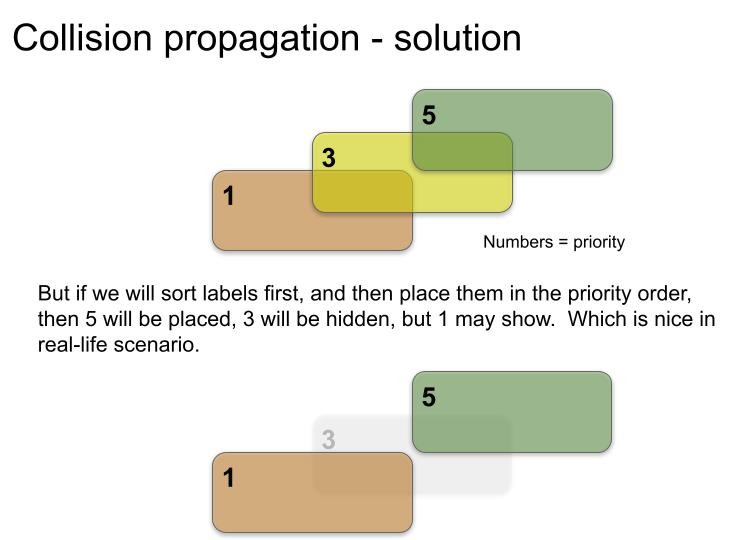 Collision propagation - solution
5
3
1
Numbers = priority
But if we will sort labels first, and then place them in the priority order,
then 5 will be placed, 3 will be hidden, but 1 may show.  Which is nice in
real-life scenario.
5
3
1